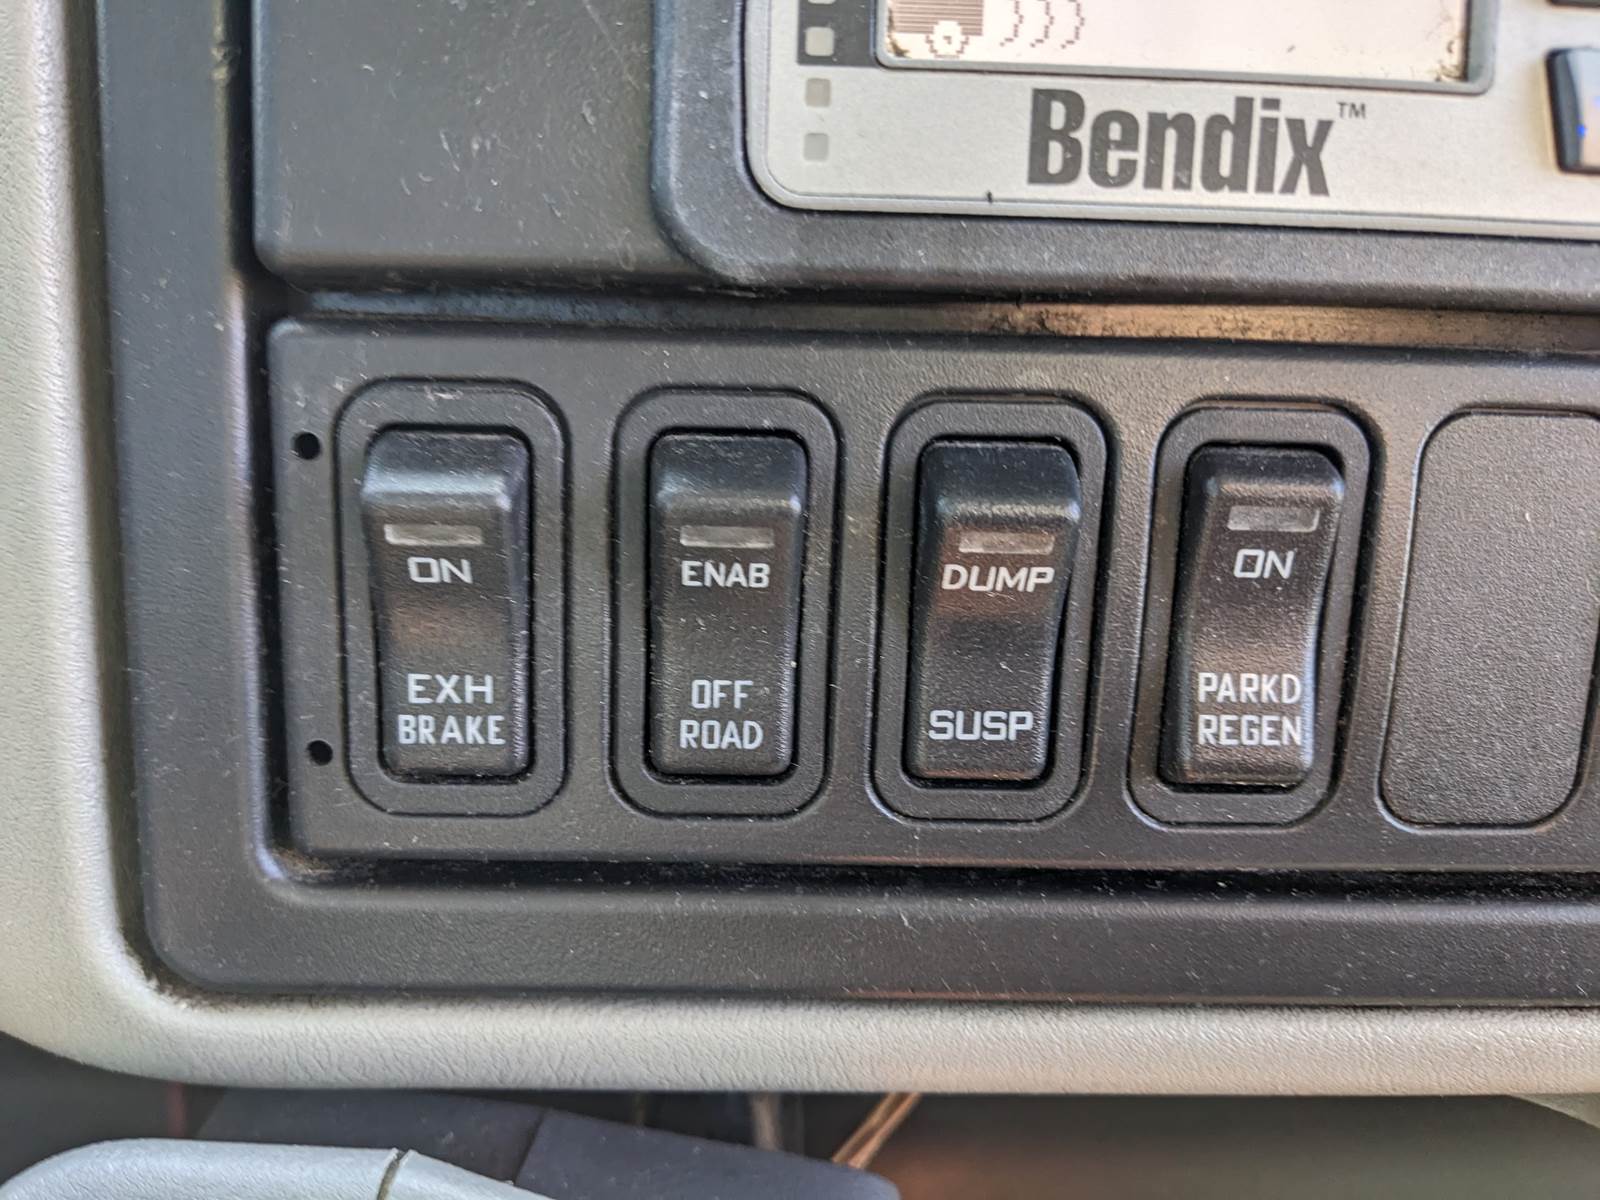 Bendix™
ON
EXH
BRAKE
ENAB
OFF
ROAD
DUMP
SUSP
ON
PARKD
REGEN